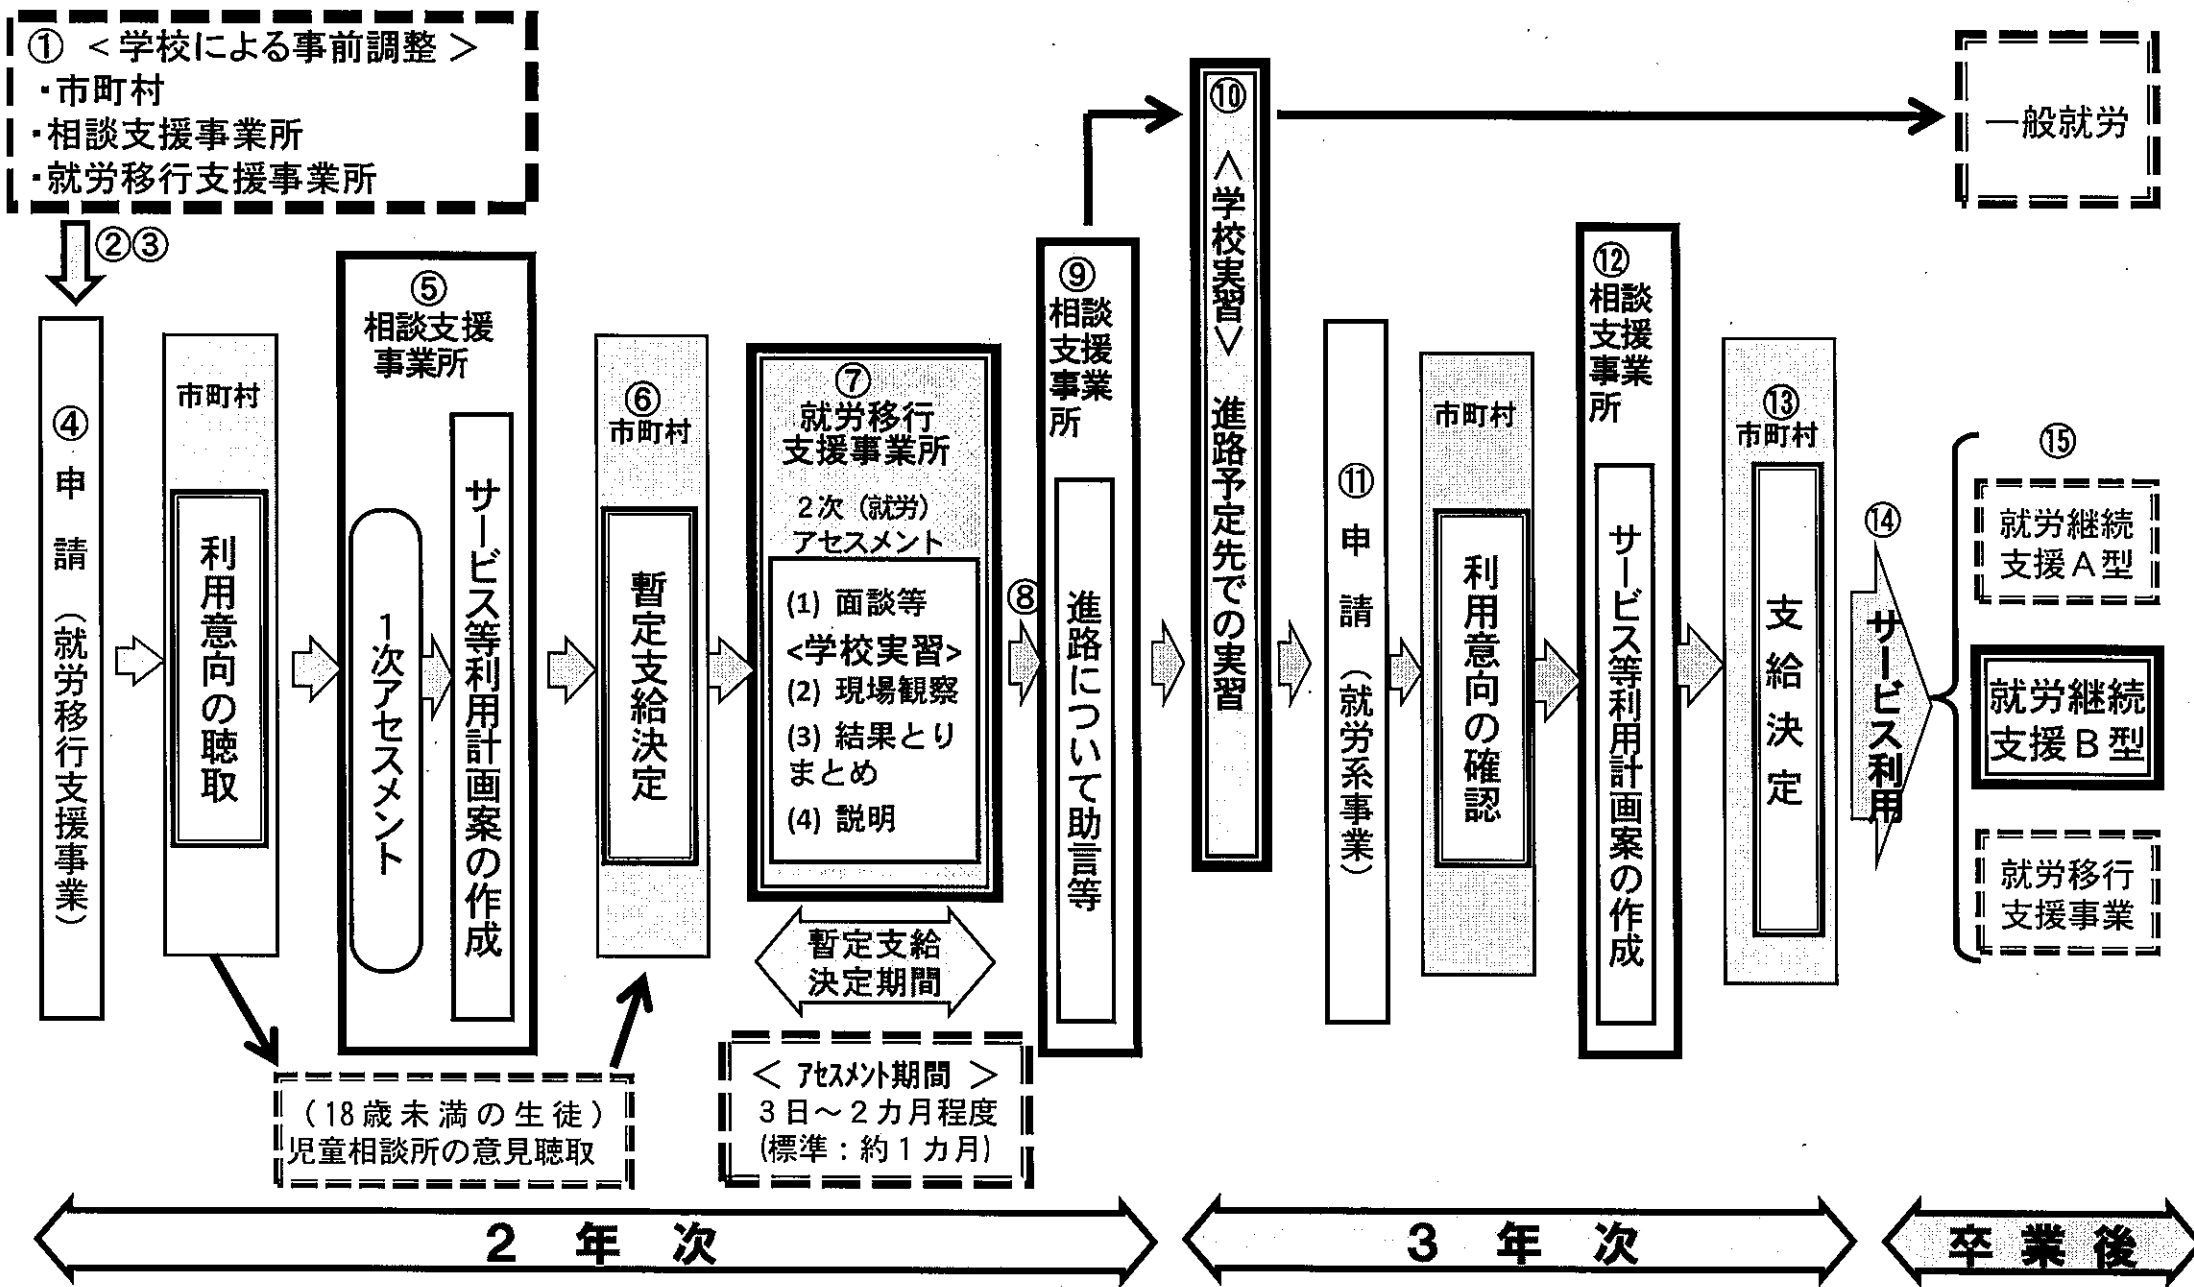 ① ＜学校による事前調整＞
・市町村
・相談支援事業所
・就労移行支援事業所
②③
④
申請（就労移行支援事業）
市町村
利用意向の聴取
⑤
相談支援
事業所
1次アセスメント
サービス等利用計画案の作成
（18歳未満の生徒）
児童相談所の意見聴取
⑥
市町村
暫定支給決定
⑦
就労移行
支援事業所
2次（就労）
アセスメント
(1) 面談等
<学校実習>
(2) 現場観察
(3) 結果とり
まとめ
(4) 説明
暫定支給
決定期間
＜ ｱｾｽﾒﾝﾄ期間 ＞
3日～2カ月程度
(標準：約1カ月)
⑧
⑨
相談
支援
事業
所
進路について助言等
⑩ ＜学校実習＞ 進路予定先での実習
一般就労
⑪
申請（就労系事業）
市町村
利用意向の確認
⑫
相談
支援
事業
所
サービス等利用計画案の作成
⑬
市町村
支給決定
⑭
サービス利用
⑮
就労継続
支援A型
就労継続
支援B型
就労移行
支援事業
2年次
3年次
卒業後